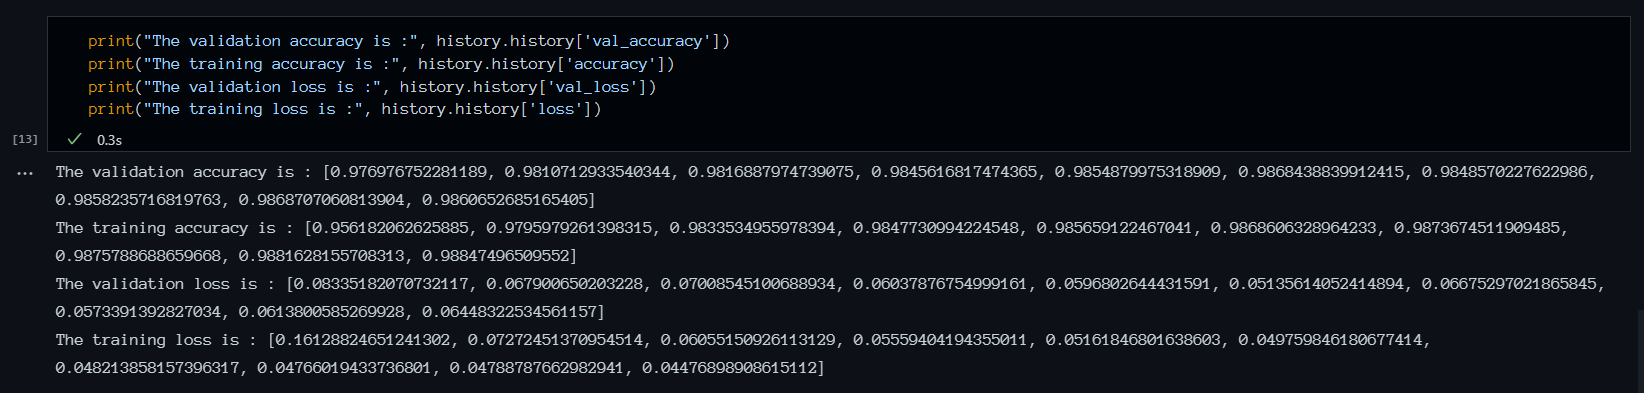 print("The validation accuracy is :", history.history['val_accuracy'])
print("The training accuracy is :", history.history['accuracy'])
print("The validation loss is :", history.history['val_loss'])
print("The training loss is :", history.history['loss'])
[13] ✓ 0.3s
... The validation accuracy is : [0.976976752281189, 0.9810712933540344, 0.9816887974739075, 0.9845616817474365, 0.9854879975318909, 0.9868438839912415, 0.9848570227622986,
0.9858235716819763, 0.9868707060813904, 0.9860652685165405]
The training accuracy is : [0.956182062625885, 0.9795979261398315, 0.9833534955978394, 0.9847730994224548, 0.985659122467041, 0.9868606328964233, 0.9873674511909485,
0.9875788688659668, 0.9881628155708313, 0.98847496509552]
The validation loss is : [0.08335182070732117, 0.067900650203228, 0.07008545100688934, 0.06037876754999161, 0.0596802644431591, 0.05135614052414894, 0.06675297021865845,
0.0573391392827034, 0.0613800585269928, 0.06448322534561157]
The training loss is : [0.16128824651241302, 0.07272451370954514, 0.06055150926113129, 0.05559404194355011, 0.05161846801638603, 0.049759846180677414,
0.048213858157396317, 0.04766019433736801, 0.04788787662982941, 0.04476898908615112]